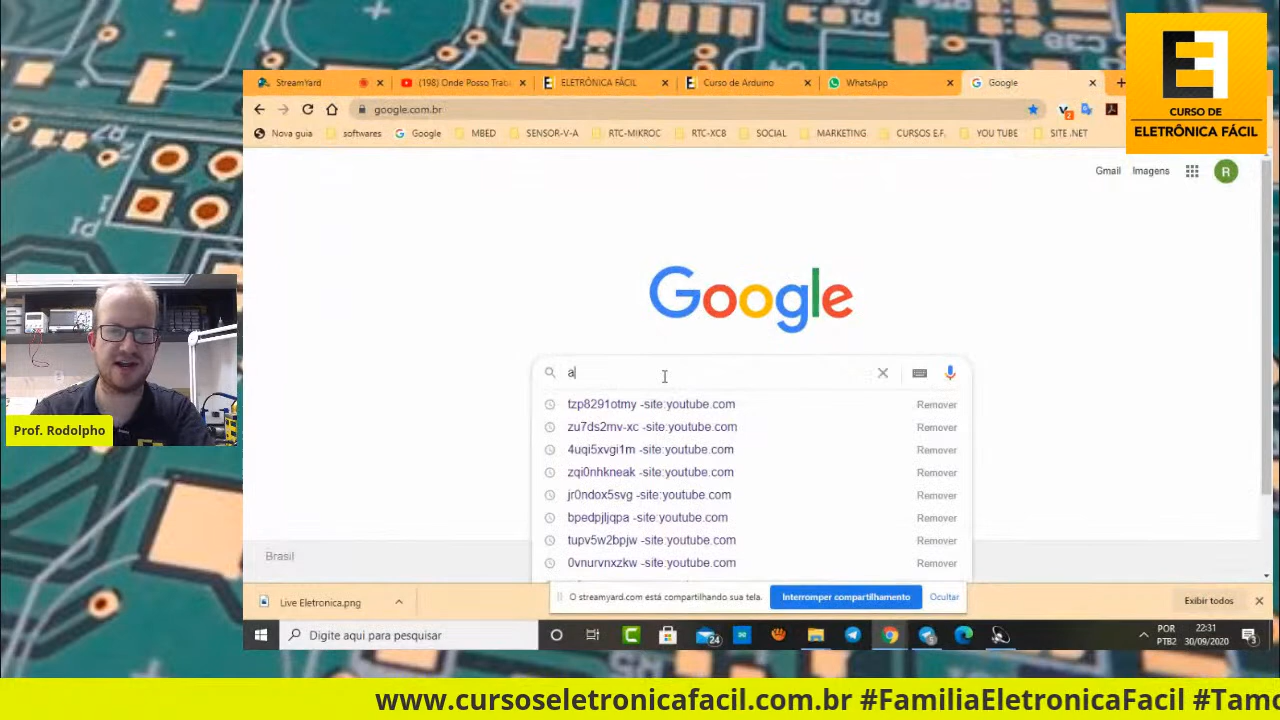 StreamYard
(198) Onde Posso Trab
ELETRÔNICA FÁCIL
Curso de Arduino
WhatsApp
Google
google.com.br
Nova guia
softwares
Google
MBED
SENSOR-V-A
RTC-MIKROC
RTC-XCB
SOCIAL
MARKETING
CURSOS E.F.
YOU TUBE
SITE .NET
CURSO DE
ELETRÔNICA FÁCIL
Gmail
Imagens
R
Google
a
tzp8291otmy -site:youtube.com
Remover
zu7ds2mv-xc -site:youtube.com
Remover
4uqi5xvgi1m -site:youtube.com
Remover
zqi0nhkneak -site:youtube.com
Remover
jr0ndox5svg -site:youtube.com
Remover
bpedpjljqpa -site:youtube.com
Remover
tupv5w2bpjw -site:youtube.com
Remover
0vnurvnxzkw -site:youtube.com
Remover
Brasil
Prof. Rodolpho
O streamyard.com está compartilhando sua tela.
Interromper compartilhamento
Ocultar
Live Eletronica.png
Exibir todos
Digite aqui para pesquisar
24
POR
PTB2
22:31
30/09/2020
www.cursoseletronicafacil.com.br #FamiliaEletronicaFacil #Tam